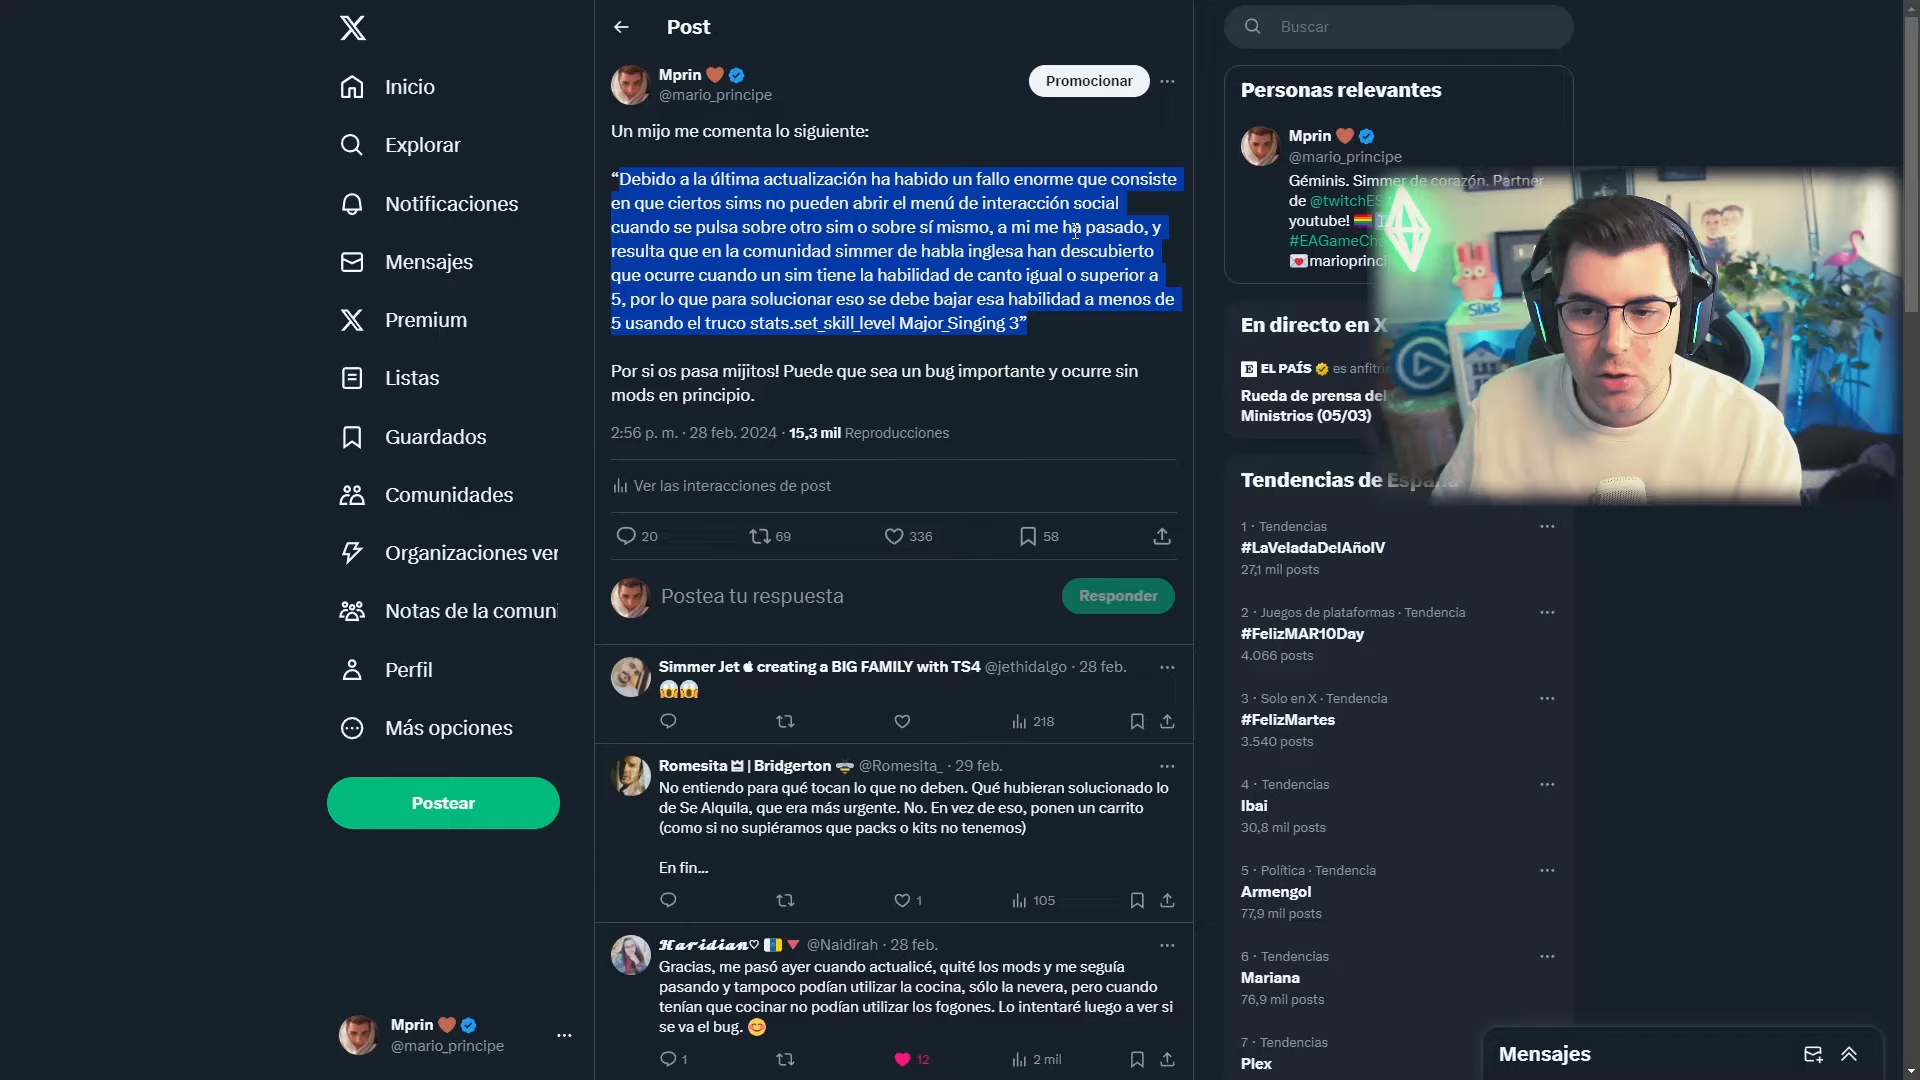 Inicio
Explorar
Notificaciones
Mensajes
Premium
Listas
Guardados
Comunidades
Organizaciones ver
Notas de la comuni
Perfil
Más opciones
Postear
Mprin
@mario_principe
Post
Mprin
@mario_principe
Promocionar
Un mijo me comenta lo siguiente:
“Debido a la última actualización ha habido un fallo enorme que consiste
en que ciertos sims no pueden abrir el menú de interacción social
cuando se pulsa sobre otro sim o sobre sí mismo, a mi me ha pasado, y
resulta que en la comunidad simmer de habla inglesa han descubierto
que ocurre cuando un sim tiene la habilidad de canto igual o superior a
5, por lo que para solucionar eso se debe bajar esa habilidad a menos de
5 usando el truco stats.set_skill_level Major_Singing 3”
Por si os pasa mijitos! Puede que sea un bug importante y ocurre sin
mods en principio.
2:56 p. m. · 28 feb. 2024 · 15,3 mil Reproducciones
Ver las interacciones de post
20 69 336 58
Postea tu respuesta
Responder
Simmer Jet creating a BIG FAMILY with TS4 @jethidalgo · 28 feb.
😱😱
218
Romesita | Bridgerton 🐝 @Romesita_ · 29 feb.
No entiendo para qué tocan lo que no deben. Qué hubieran solucionado lo
de Se Alquila, que era más urgente. No. En vez de eso, ponen un carrito
(como si no supiéramos que packs o kits no tenemos)
En fin...
1 105
𝓗𝓪𝓻𝓲𝓭𝓲𝓪𝓷♡ 🇮🇨🔻 @Naidirah · 28 feb.
Gracias, me pasó ayer cuando actualicé, quité los mods y me seguía
pasando y tampoco podían utilizar la cocina, sólo la nevera, pero cuando
tenían que cocinar no podían utilizar los fogones. Lo intentaré luego a ver si
se va el bug. 😊
1 12 2 mil
Buscar
Personas relevantes
Mprin
@mario_principe
Géminis. Simmer de corazón. Partner
de @twitchES
youtube! 🏳️‍🌈
#EAGameCh
💌marioprinci
SIMS
En directo en X
EL PAÍS es anfitri
Rueda de prensa del
Ministrios (05/03)
Tendencias de España
1 · Tendencias
#LaVeladaDelAñoIV
27,1 mil posts
2 · Juegos de plataformas · Tendencia
#FelizMAR10Day
4.066 posts
3 · Solo en X · Tendencia
#FelizMartes
3.540 posts
4 · Tendencias
Ibai
30,8 mil posts
5 · Política · Tendencia
Armengol
77,9 mil posts
6 · Tendencias
Mariana
76,9 mil posts
7 · Tendencias
Plex
Mensajes